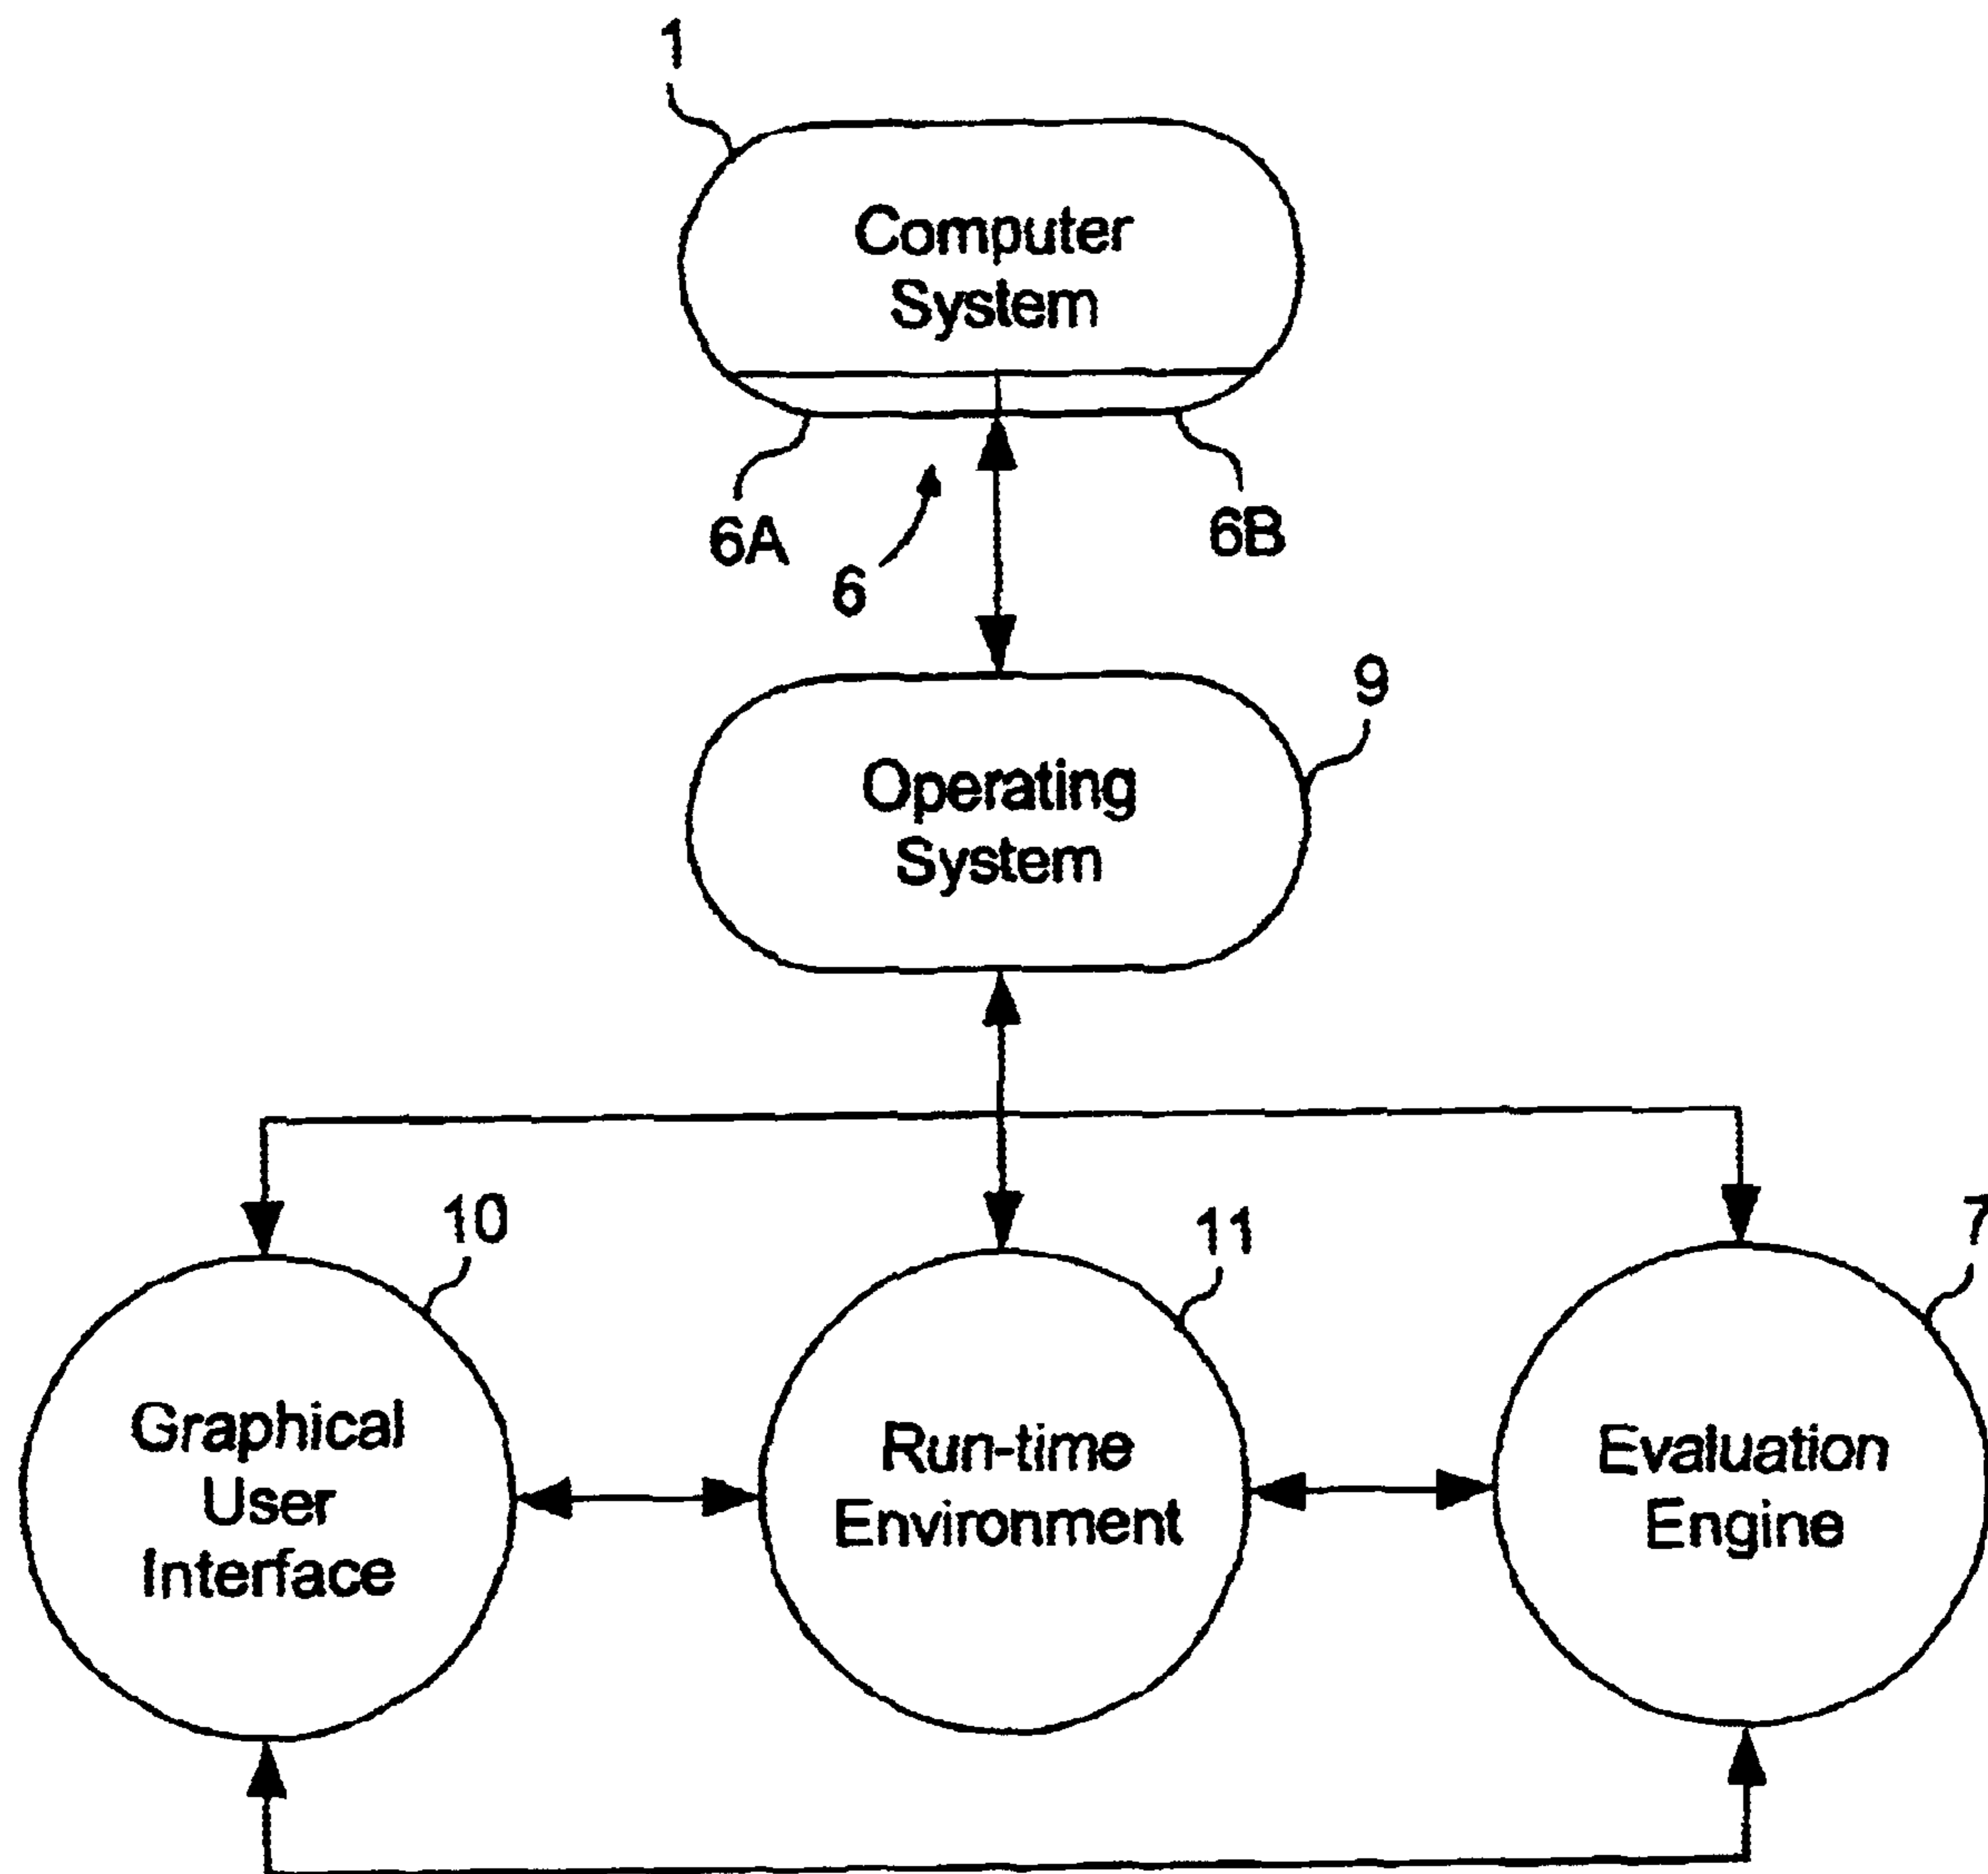 1
Computer
System
6A
6B
6
9
Operating
System
10
11
7
Graphical
User
Interface
Run-time
Environment
Evaluation
Engine